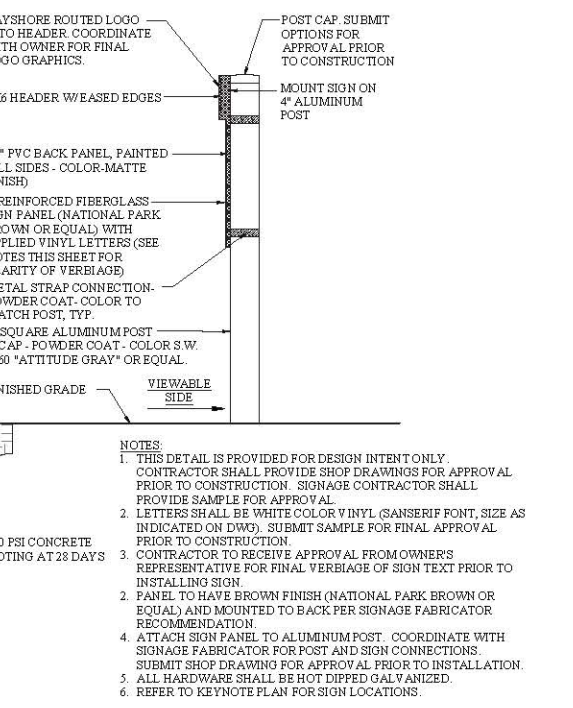 AYSHORE ROUTED LOGO
TO HEADER. COORDINATE
TH OWNER FOR FINAL
GO GRAPHICS.
6 HEADER W/EASED EDGES
" PVC BACK PANEL, PAINTED
LL SIDES - COLOR-MATTE
NISH)
REINFORCED FIBERGLASS
GN PANEL (NATIONAL PARK
ROWN OR EQUAL) WITH
PPLIED VINYL LETTERS (SEE
OTES THIS SHEET FOR
LARITY OF VERBIAGE)
ETAL STRAP CONNECTION-
OWDER COAT- COLOR TO
ATCH POST, TYP.
SQUARE ALUMINUM POST
CAP - POWDER COAT - COLOR S.W.
60 "ATTITUDE GRAY" OR EQUAL.
NISHED GRADE
VIEWABLE
SIDE
POST CAP. SUBMIT
OPTIONS FOR
APPROVAL PRIOR
TO CONSTRUCTION
MOUNT SIGN ON
4" ALUMINUM
POST
0 PSI CONCRETE
OTING AT 28 DAYS
NOTES:
1. THIS DETAIL IS PROVIDED FOR DESIGN INTENT ONLY.
CONTRACTOR SHALL PROVIDE SHOP DRAWINGS FOR APPROVAL
PRIOR TO CONSTRUCTION. SIGNAGE CONTRACTOR SHALL
PROVIDE SAMPLE FOR APPROVAL.
2. LETTERS SHALL BE WHITE COLOR VINYL (SANSERIF FONT, SIZE AS
INDICATED ON DWG). SUBMIT SAMPLE FOR FINAL APPROVAL
PRIOR TO CONSTRUCTION.
3. CONTRACTOR TO RECEIVE APPROVAL FROM OWNER'S
REPRESENTATIVE FOR FINAL VERBIAGE OF SIGN TEXT PRIOR TO
INSTALLING SIGN.
2. PANEL TO HAVE BROWN FINISH (NATIONAL PARK BROWN OR
EQUAL) AND MOUNTED TO BACK PER SIGNAGE FABRICATOR
RECOMMENDATION.
4. ATTACH SIGN PANEL TO ALUMINUM POST. COORDINATE WITH
SIGNAGE FABRICATOR FOR POST AND SIGN CONNECTIONS.
SUBMIT SHOP DRAWING FOR APPROVAL PRIOR TO INSTALLATION.
5. ALL HARDWARE SHALL BE HOT DIPPED GALVANIZED.
6. REFER TO KEYNOTE PLAN FOR SIGN LOCATIONS.